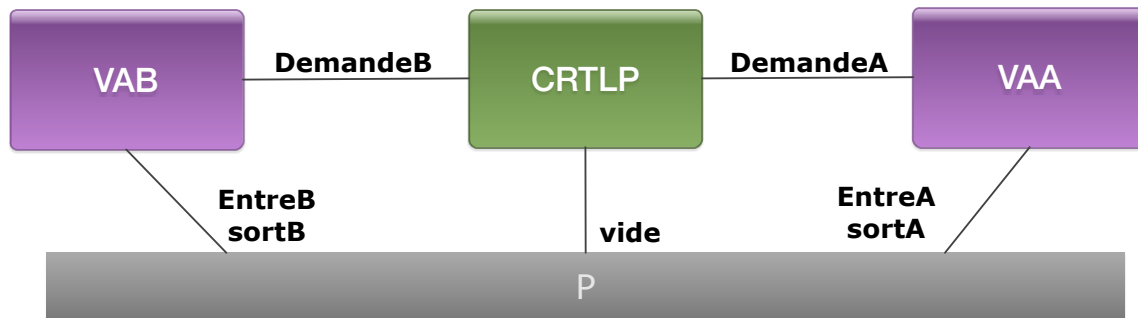 VAB
DemandeB
CRTLP
DemandeA
VAA
EntreB
sortB
vide
EntreA
sortA
P